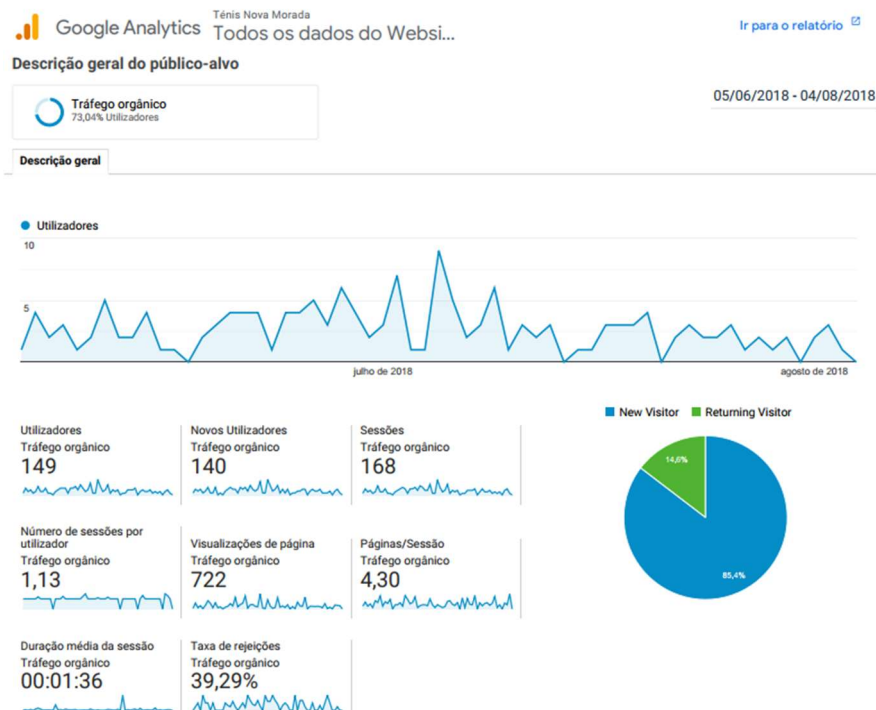 Google Analytics
Ténis Nova Morada
Todos os dados do Websi...
Ir para o relatório
Descrição geral do público-alvo
Tráfego orgânico
73,04% Utilizadores
05/06/2018 - 04/08/2018
Descrição geral
Utilizadores
10
5
julho de 2018
agosto de 2018
Utilizadores
Tráfego orgânico
149
Novos Utilizadores
Tráfego orgânico
140
Sessões
Tráfego orgânico
168
New Visitor
Returning Visitor
14,6%
85,4%
Número de sessões por
utilizador
Tráfego orgânico
1,13
Visualizações de página
Tráfego orgânico
722
Páginas/Sessão
Tráfego orgânico
4,30
Duração média da sessão
Tráfego orgânico
00:01:36
Taxa de rejeições
Tráfego orgânico
39,29%